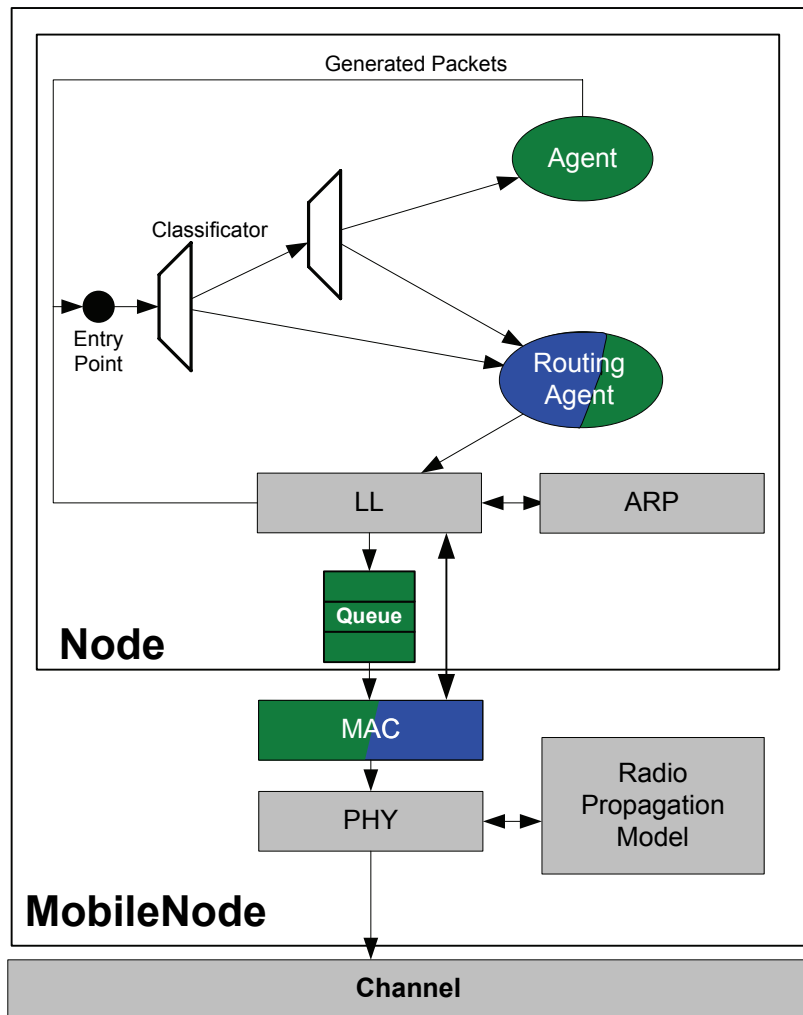 Generated Packets
Agent
Classificator
Entry
Point
Routing
Agent
LL
ARP
Queue
Node
MAC
PHY
Radio
Propagation
Model
MobileNode
Channel